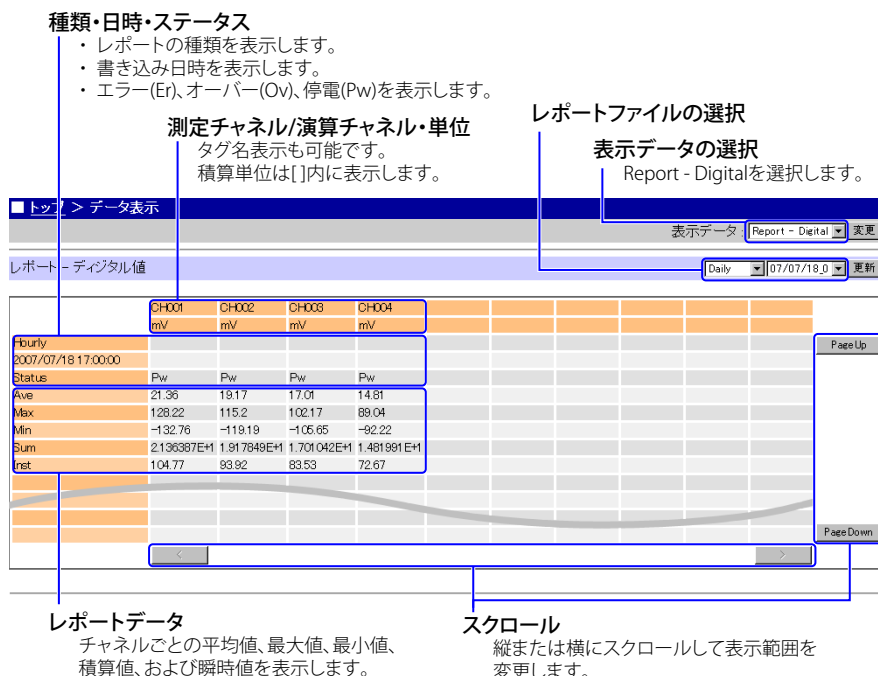 種類・日時・ステータス
・ レポートの種類を表示します。
・ 書き込み日時を表示します。
・ エラー(Er)、オーバー(Ov)、停電(Pw)を表示します。
測定チャネル/演算チャネル・単位
タグ名表示も可能です。
積算単位は[ ]内に表示します。
レポートファイルの選択
表示データの選択
Report - Digitalを選択します。
■ トップ > データ表示
表示データ : Report - Digital 変更
レポート - ディジタル値 Daily 07/07/18_0 更新
CH001 CH002 CH003 CH004
mV mV mV mV
Hourly PageUp
2007/07/18 17:00:00
Status Pw Pw Pw Pw
Ave 21.36 19.17 17.01 14.81
Max 128.22 115.2 102.17 89.04
Min -132.76 -119.19 -105.65 -92.22
Sum 2.136387E+1 1.917849E+1 1.701042E+1 1.481991E+1
Inst 104.77 93.92 83.53 72.67
PageDown
< >
レポートデータ
チャネルごとの平均値、最大値、最小値、
積算値、および瞬時値を表示します。
スクロール
縦または横にスクロールして表示範囲を
変更します。